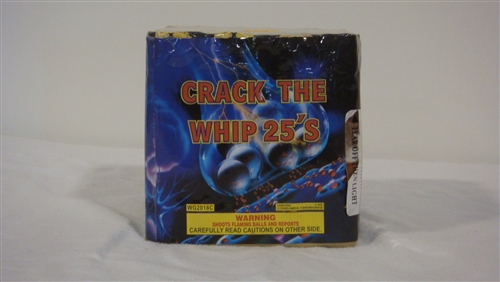 CRACK THE
WHIP 25'S
WG2018C
WARNING
SHOOTS FLAMING BALLS AND REPORTS
CAREFULLY READ CAUTIONS ON OTHER SIDE.